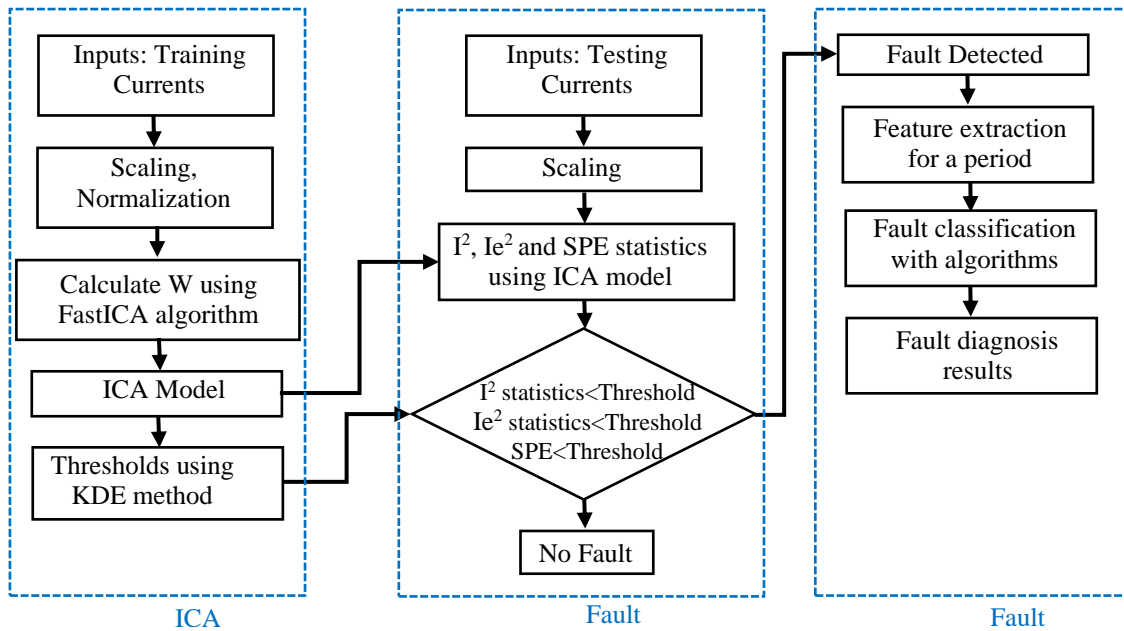 Inputs: Training
Currents
Scaling,
Normalization
Calculate W using
FastICA algorithm
ICA Model
Thresholds using
KDE method
ICA
Inputs: Testing
Currents
Scaling
I², Ie² and SPE statistics
using ICA model
I² statistics<Threshold
Ie² statistics<Threshold
SPE<Threshold
No Fault
Fault
Fault Detected
Feature extraction
for a period
Fault classification
with algorithms
Fault diagnosis
results
Fault